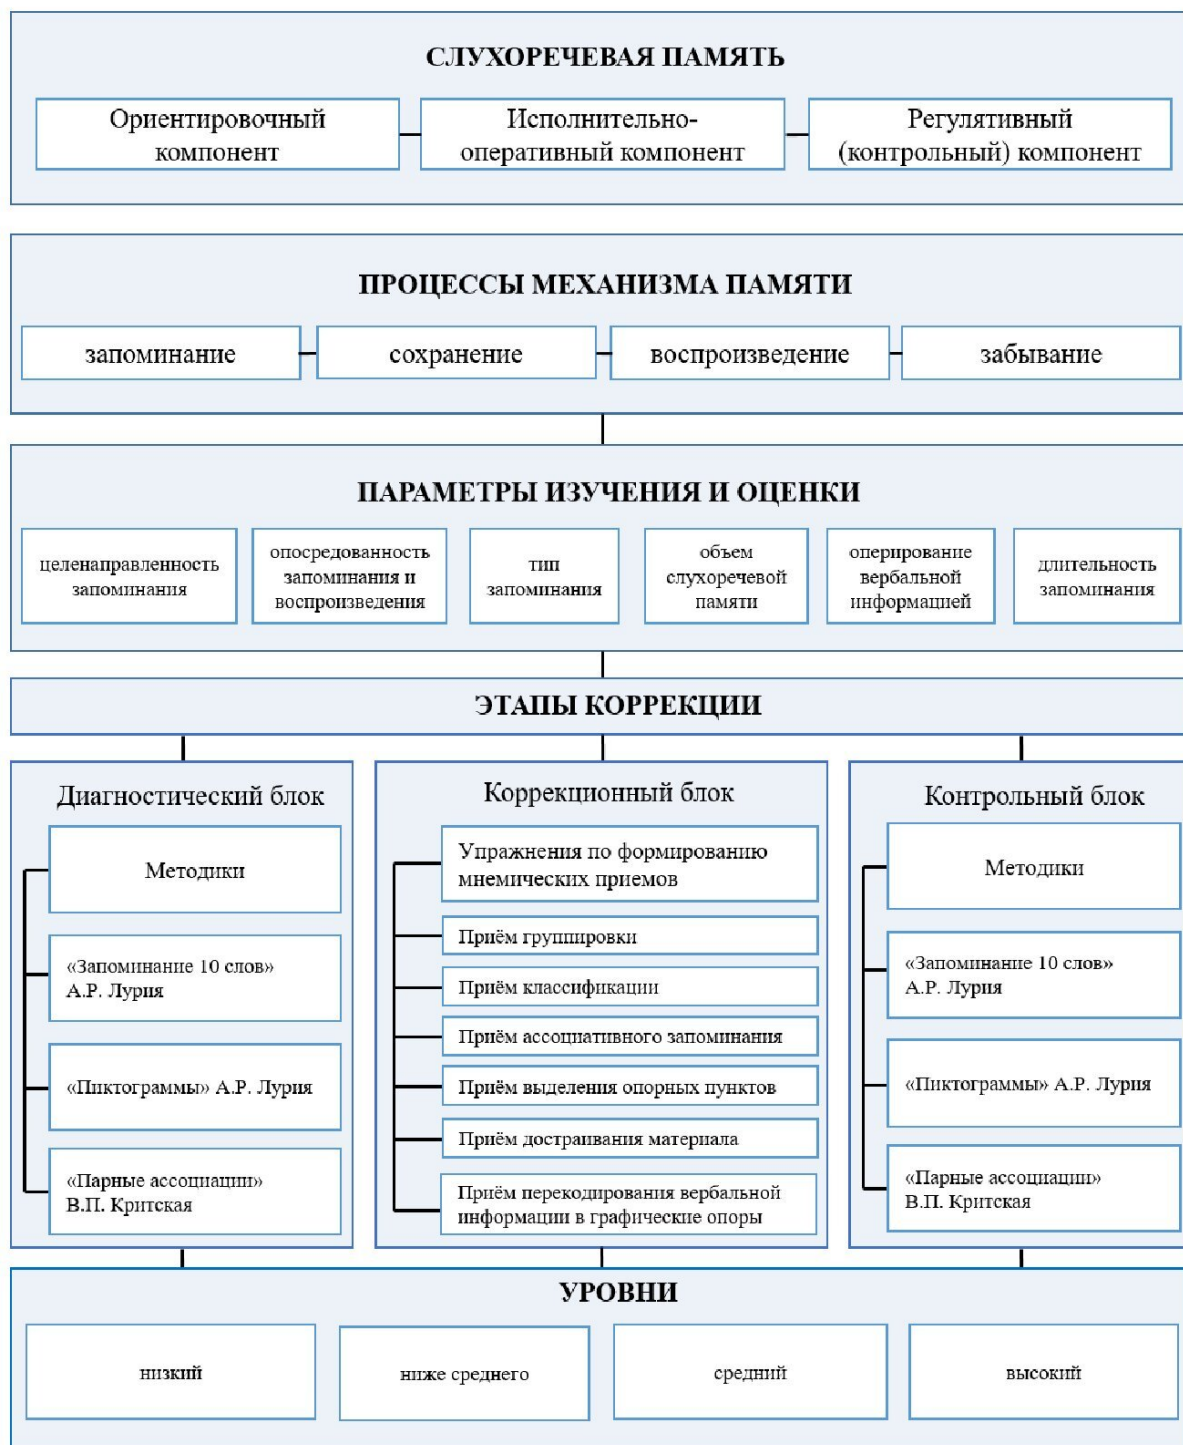 СЛУХОРЕЧЕВАЯ ПАМЯТЬ
Ориентировочный
компонент
Исполнительно-
оперативный компонент
Регулятивный
(контрольный) компонент
ПРОЦЕССЫ МЕХАНИЗМА ПАМЯТИ
запоминание
сохранение
воспроизведение
забывание
ПАРАМЕТРЫ ИЗУЧЕНИЯ И ОЦЕНКИ
целенаправленность
запоминания
опосредованность
запоминания и
воспроизведения
тип
запоминания
объем
слухоречевой
памяти
оперирование
вербальной
информацией
длительность
запоминания
ЭТАПЫ КОРРЕКЦИИ
Диагностический блок
Методики
«Запоминание 10 слов»
А.Р. Лурия
«Пиктограммы» А.Р. Лурия
«Парные ассоциации»
В.П. Критская
Коррекционный блок
Упражнения по формированию
мнемических приемов
Приём группировки
Приём классификации
Приём ассоциативного запоминания
Приём выделения опорных пунктов
Приём достраивания материала
Приём перекодирования вербальной
информации в графические опоры
Контрольный блок
Методики
«Запоминание 10 слов»
А.Р. Лурия
«Пиктограммы» А.Р. Лурия
«Парные ассоциации»
В.П. Критская
УРОВНИ
низкий
ниже среднего
средний
высокий